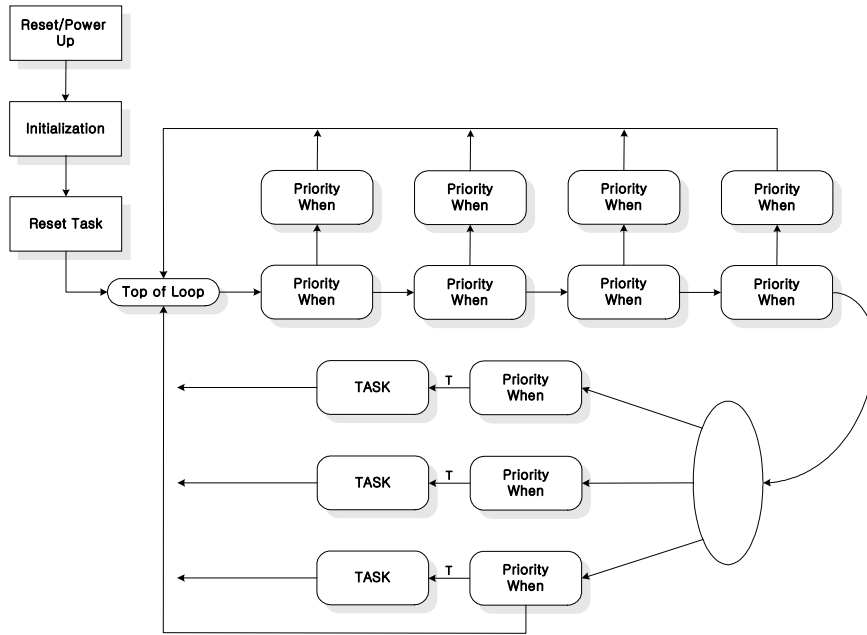 Reset/Power
Up
Initialization
Reset Task
Priority
When
Priority
When
Priority
When
Priority
When
Top of Loop
Priority
When
Priority
When
Priority
When
Priority
When
TASK
T
Priority
When
TASK
T
Priority
When
TASK
T
Priority
When